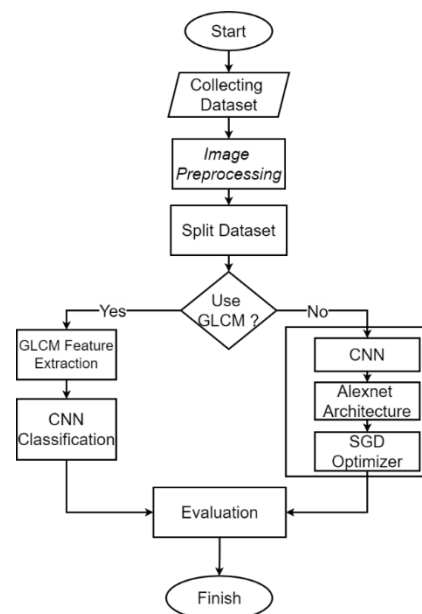 Start
Collecting
Dataset
Image
Preprocessing
Split Dataset
Use
GLCM ?
Yes
No
GLCM Feature
Extraction
CNN
Classification
CNN
Alexnet
Architecture
SGD
Optimizer
Evaluation
Finish